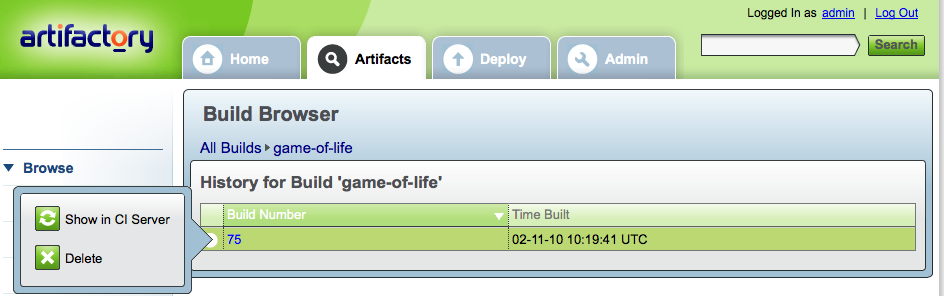 Logged In as admin | Log Out
artifactory
Home
Artifacts
Deploy
Admin
Search
Build Browser
All Builds game-of-life
Browse
History for Build 'game-of-life'
Build Number Time Built
75 02-11-10 10:19:41 UTC
Show in CI Server
Delete